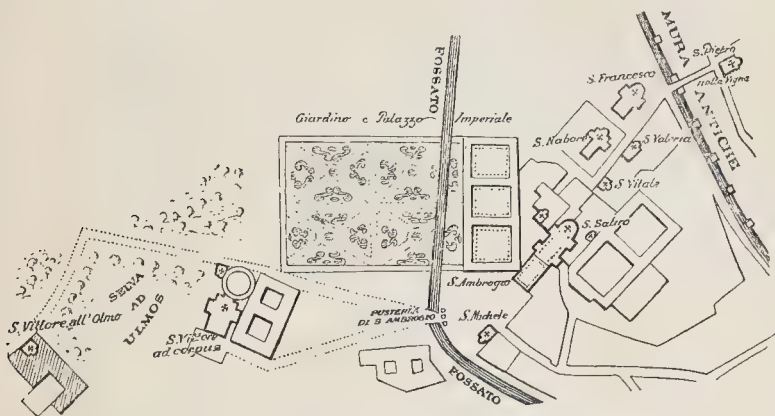 FOSSATO
MURA
ANTICHE
S. Pietro
nella Vigna
S. Francesco
Giardino e Palazzo Imperiale
S. Nabore
S. Valeria
S. Vitale
S. Satiro
S. Ambrogio
SELVA
AD
ULMOS
S. Vittore all'Olmo
S. Vittore
ad corpus
PUSTERLA
DI S. AMBROGIO
S. Michele
FOSSATO